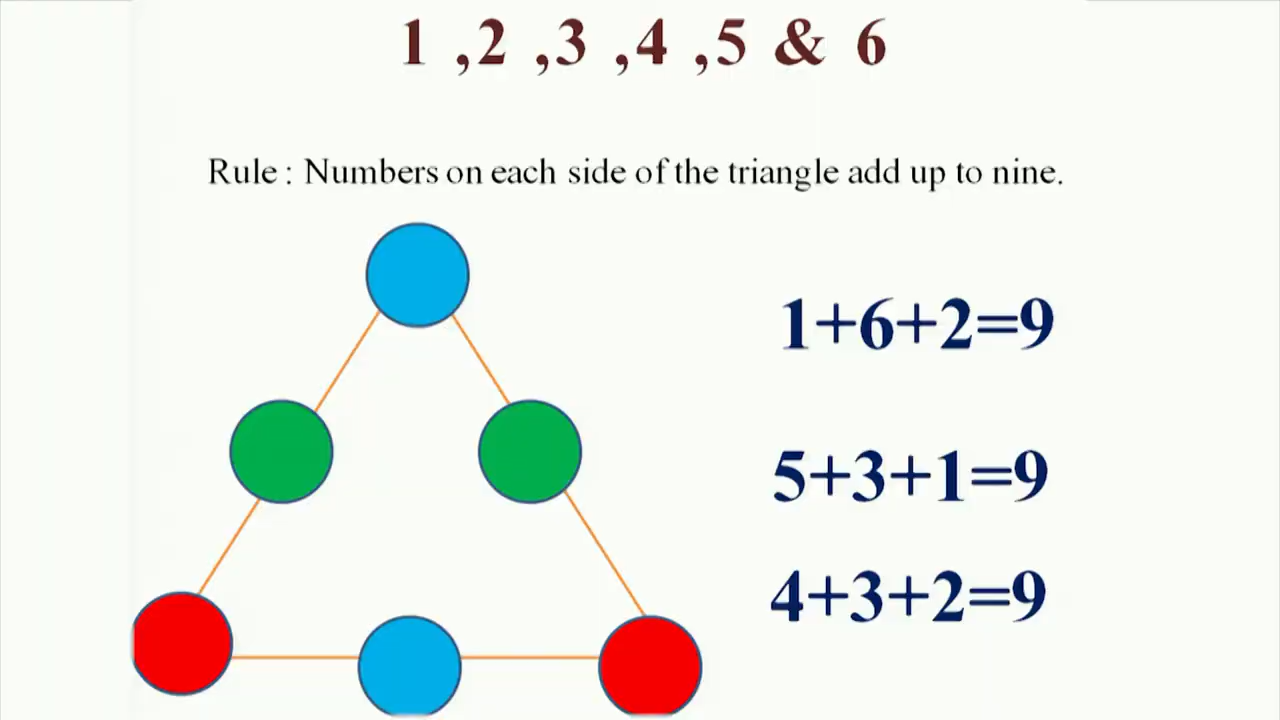 1 ,2 ,3 ,4 ,5 & 6
Rule : Numbers on each side of the triangle add up to nine.
1+6+2=9
5+3+1=9
4+3+2=9